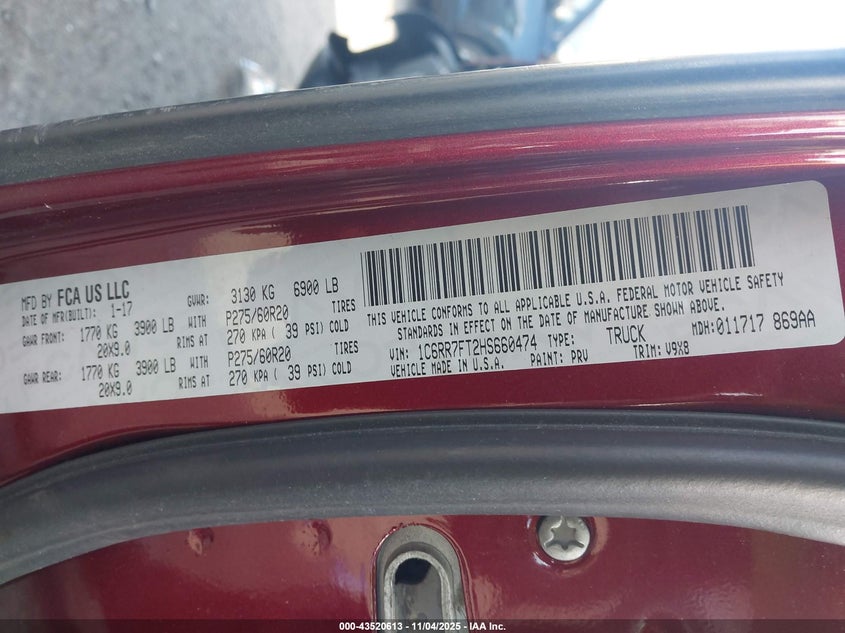 MFD BY FCA US LLC
DATE OF MFR(BUILT): 1-17
GVWR: 3130 KG 6900 LB
GAWR FRONT: 1770 KG 3900 LB WITH P275/60R20 TIRES
20X9.0 RIMS AT 270 KPA ( 39 PSI) COLD
GAWR REAR: 1770 KG 3900 LB WITH P275/60R20 TIRES
20X9.0 RIMS AT 270 KPA ( 39 PSI) COLD
THIS VEHICLE CONFORMS TO ALL APPLICABLE U.S.A. FEDERAL MOTOR VEHICLE SAFETY
STANDARDS IN EFFECT ON THE DATE OF MANUFACTURE SHOWN ABOVE.
VIN: 1C6RR7FT2HS660474 TYPE: TRUCK MDH: 011717 869AA
VEHICLE MADE IN U.S.A. PAINT: PRV TRIM: V9X8
000-43520613 - 11/04/2025 - IAA Inc.